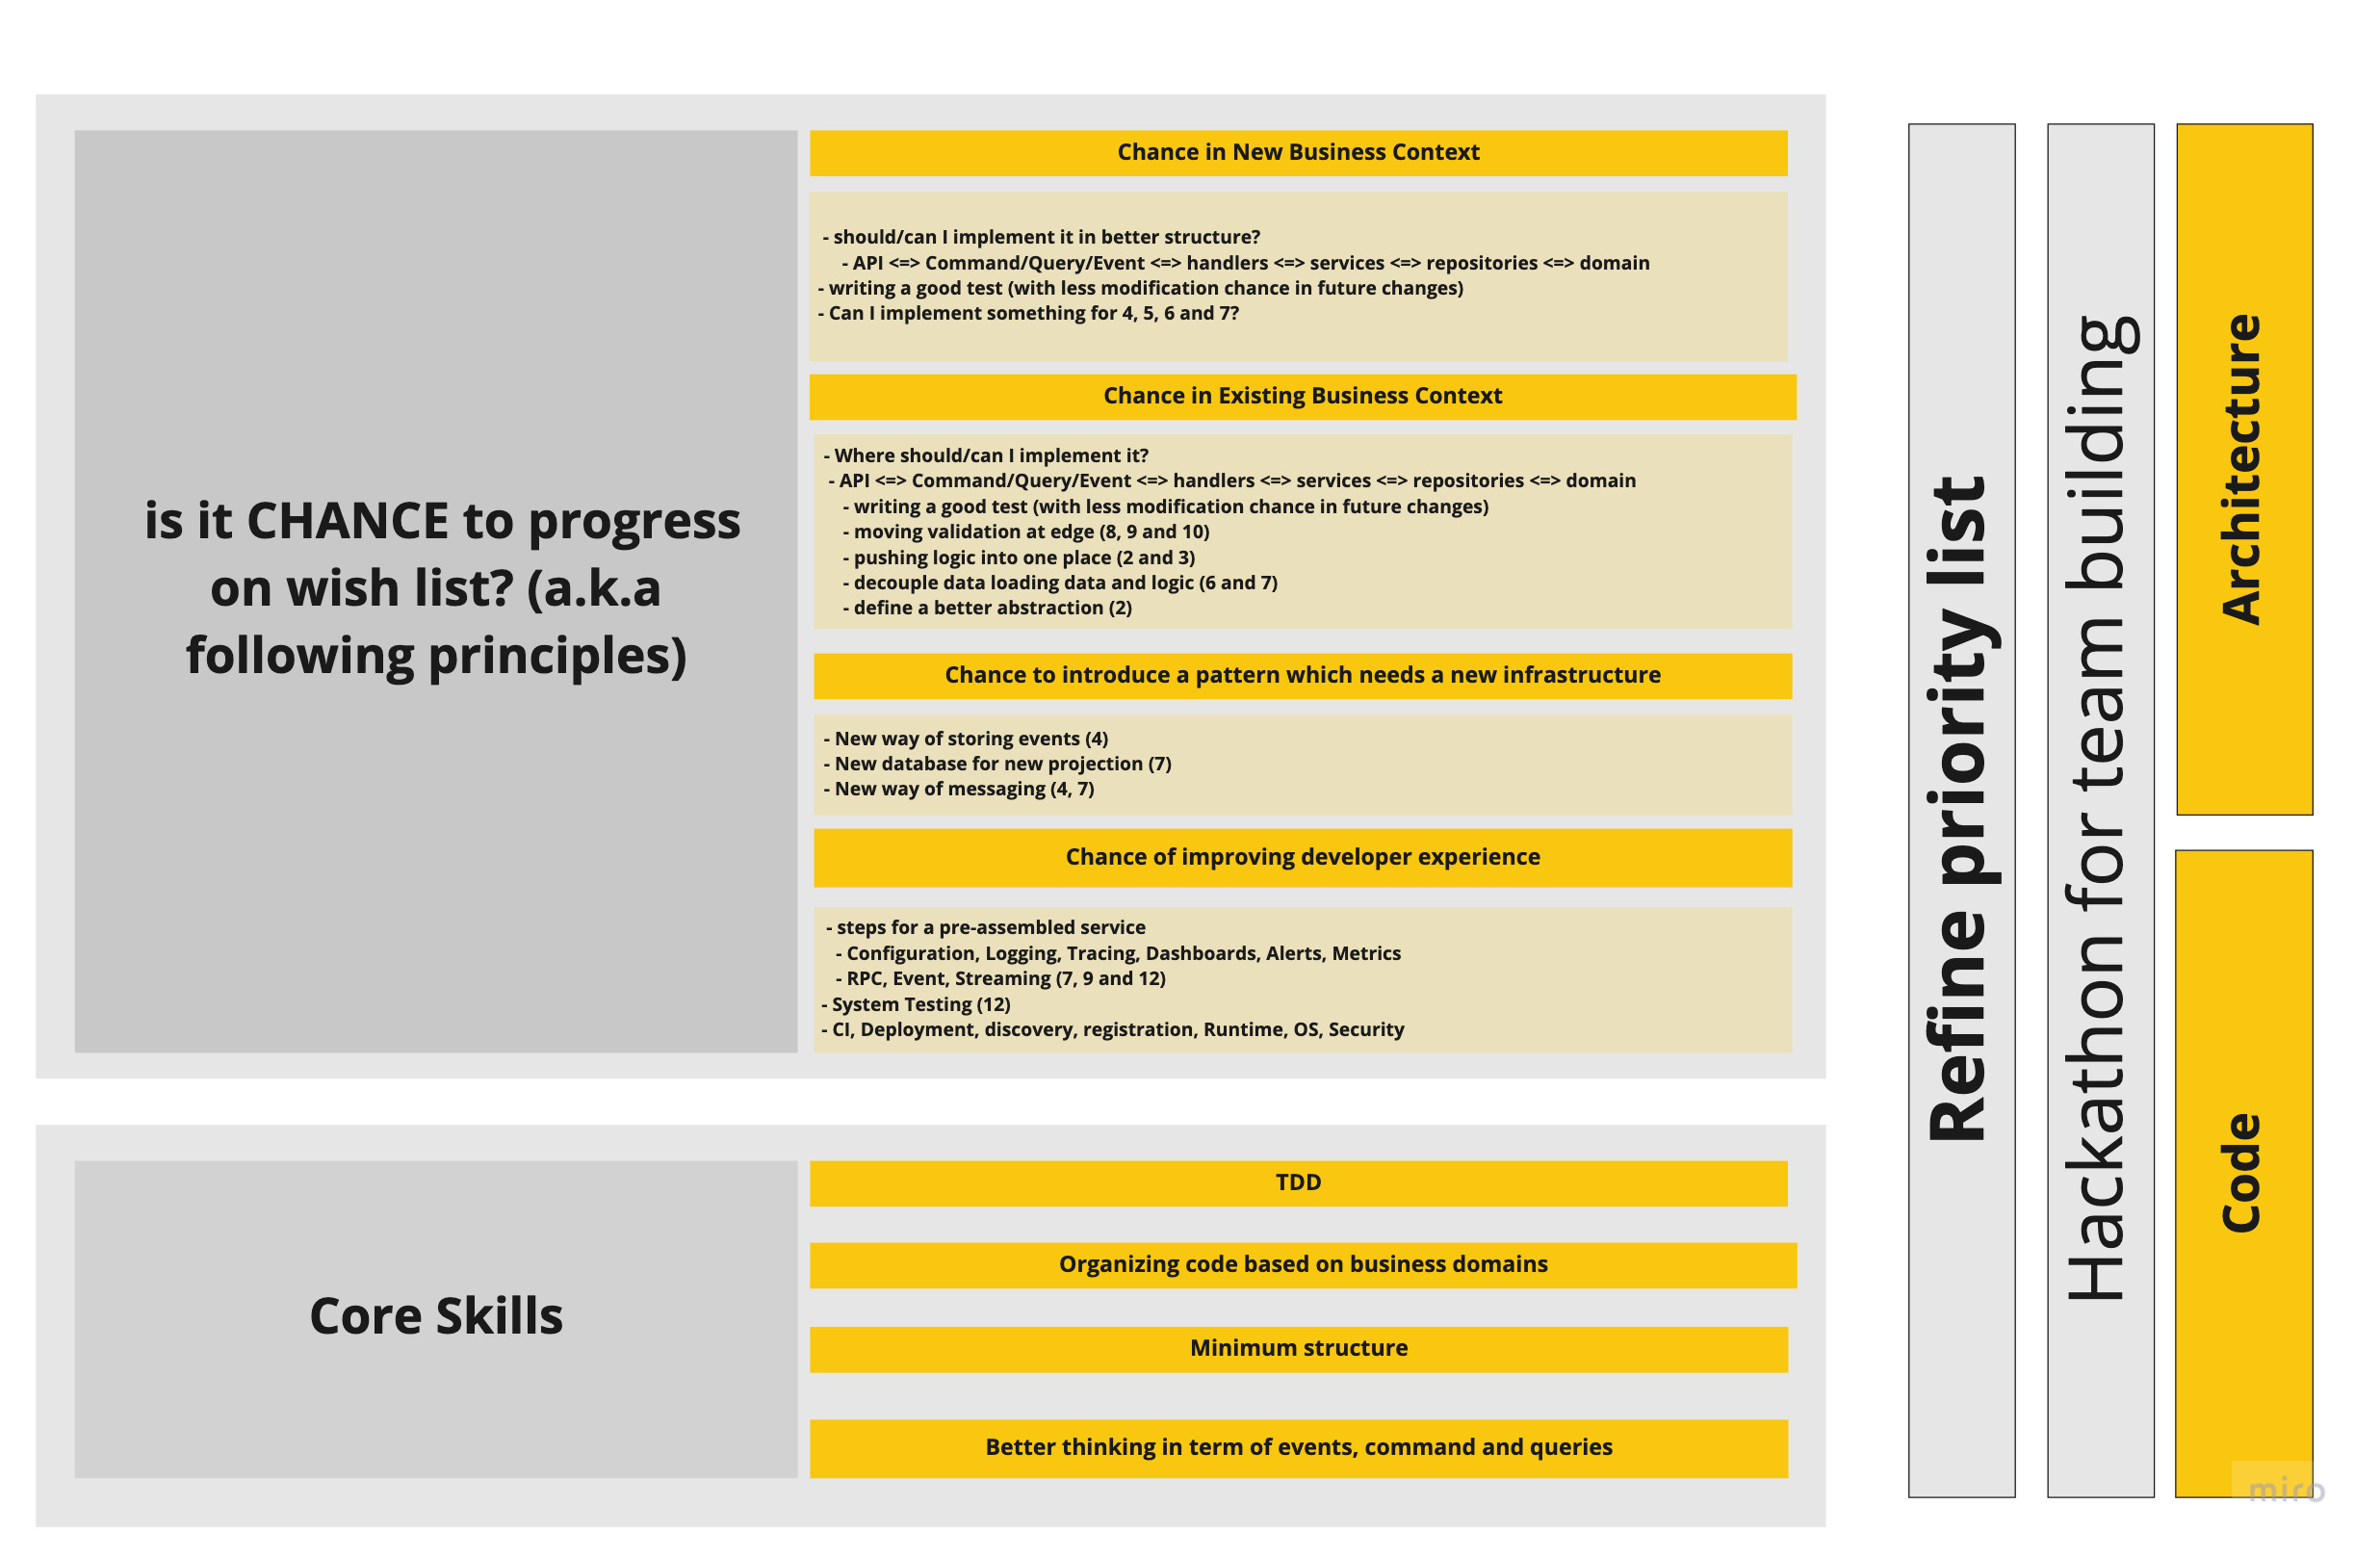 is it CHANCE to progress
on wish list? (a.k.a
following principles)
Chance in New Business Context
- should/can I implement it in better structure?
- API <=> Command/Query/Event <=> handlers <=> services <=> repositories <=> domain
- writing a good test (with less modification chance in future changes)
- Can I implement something for 4, 5, 6 and 7?
Chance in Existing Business Context
- Where should/can I implement it?
- API <=> Command/Query/Event <=> handlers <=> services <=> repositories <=> domain
- writing a good test (with less modification chance in future changes)
- moving validation at edge (8, 9 and 10)
- pushing logic into one place (2 and 3)
- decouple data loading data and logic (6 and 7)
- define a better abstraction (2)
Chance to introduce a pattern which needs a new infrastructure
- New way of storing events (4)
- New database for new projection (7)
- New way of messaging (4, 7)
Chance of improving developer experience
- steps for a pre-assembled service
- Configuration, Logging, Tracing, Dashboards, Alerts, Metrics
- RPC, Event, Streaming (7, 9 and 12)
- System Testing (12)
- CI, Deployment, discovery, registration, Runtime, OS, Security
Core Skills
TDD
Organizing code based on business domains
Minimum structure
Better thinking in term of events, command and queries
Refine priority list
Hackathon for team building
Architecture
Code
miro